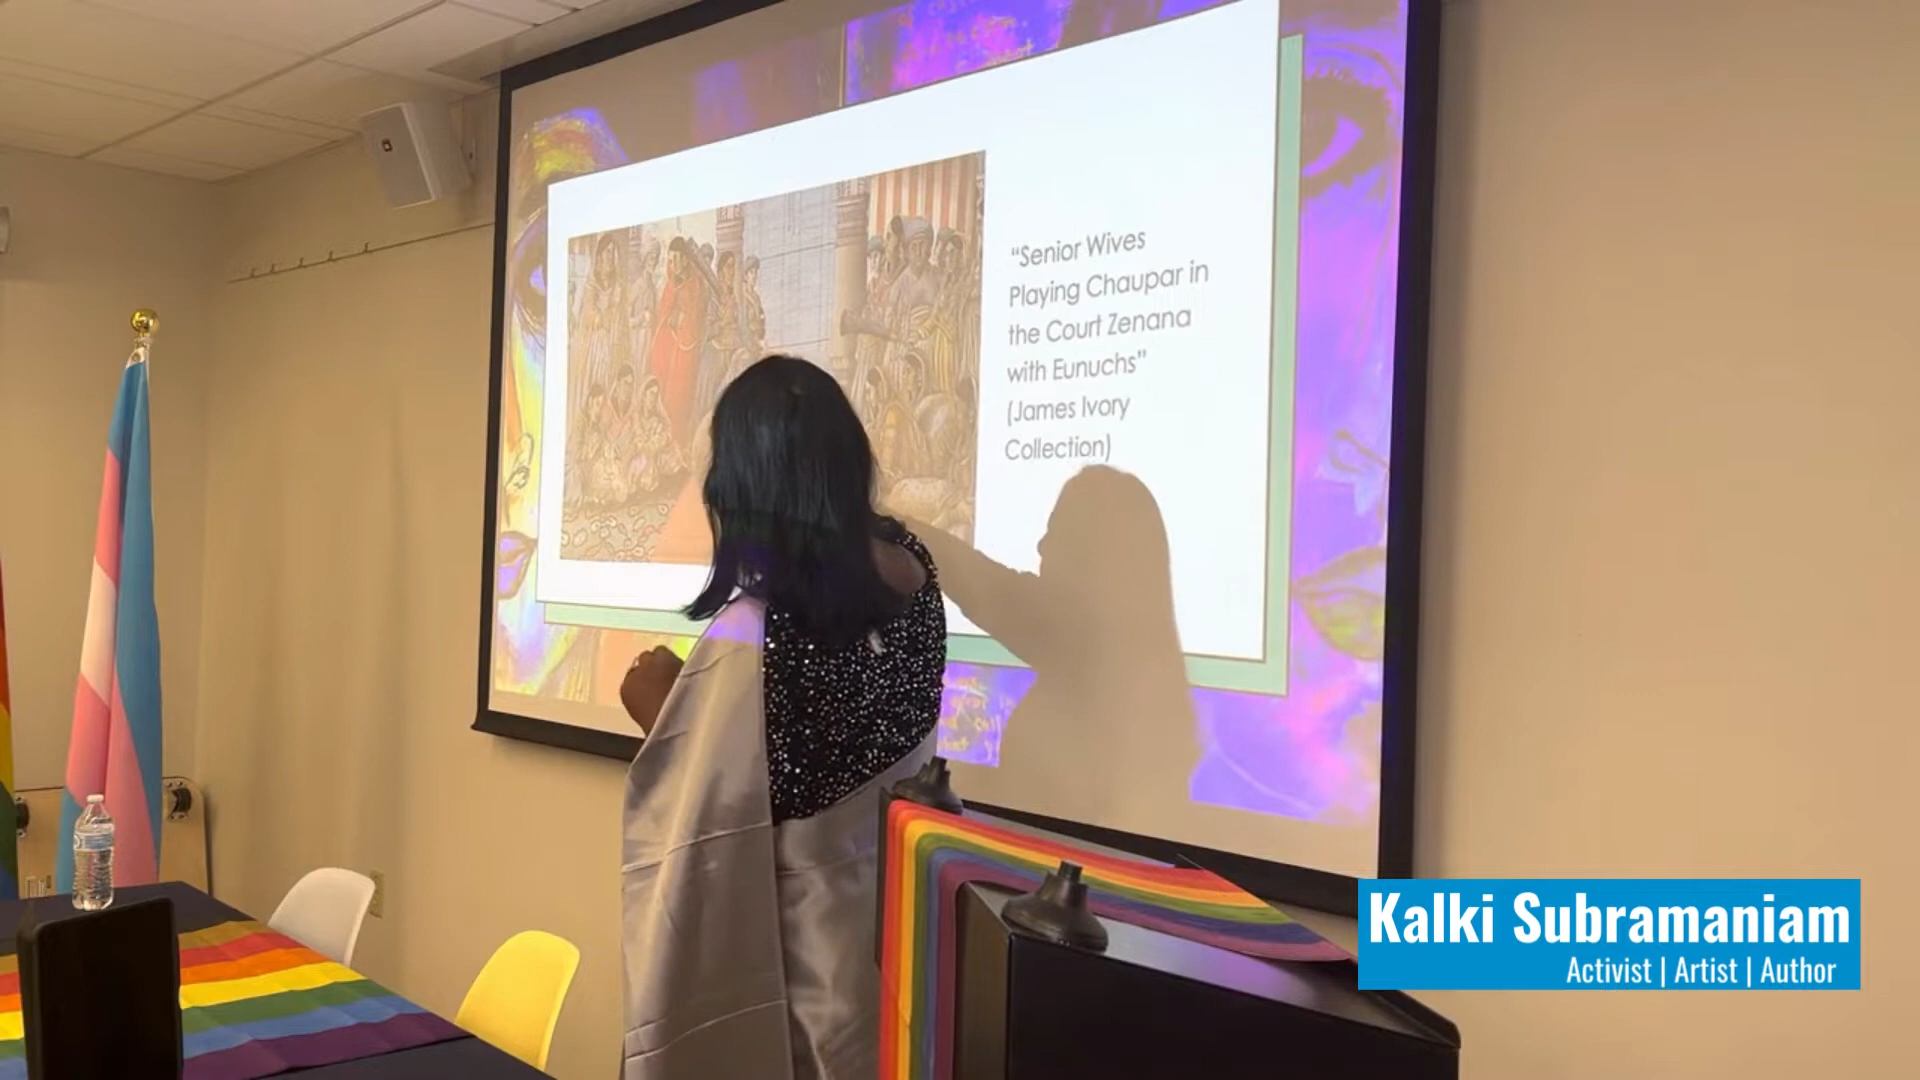 “Senior Wives
Playing Chaupar in
the Court Zenana
with Eunuchs”
(James Ivory
Collection)
Kalki Subramaniam
Activist | Artist | Author